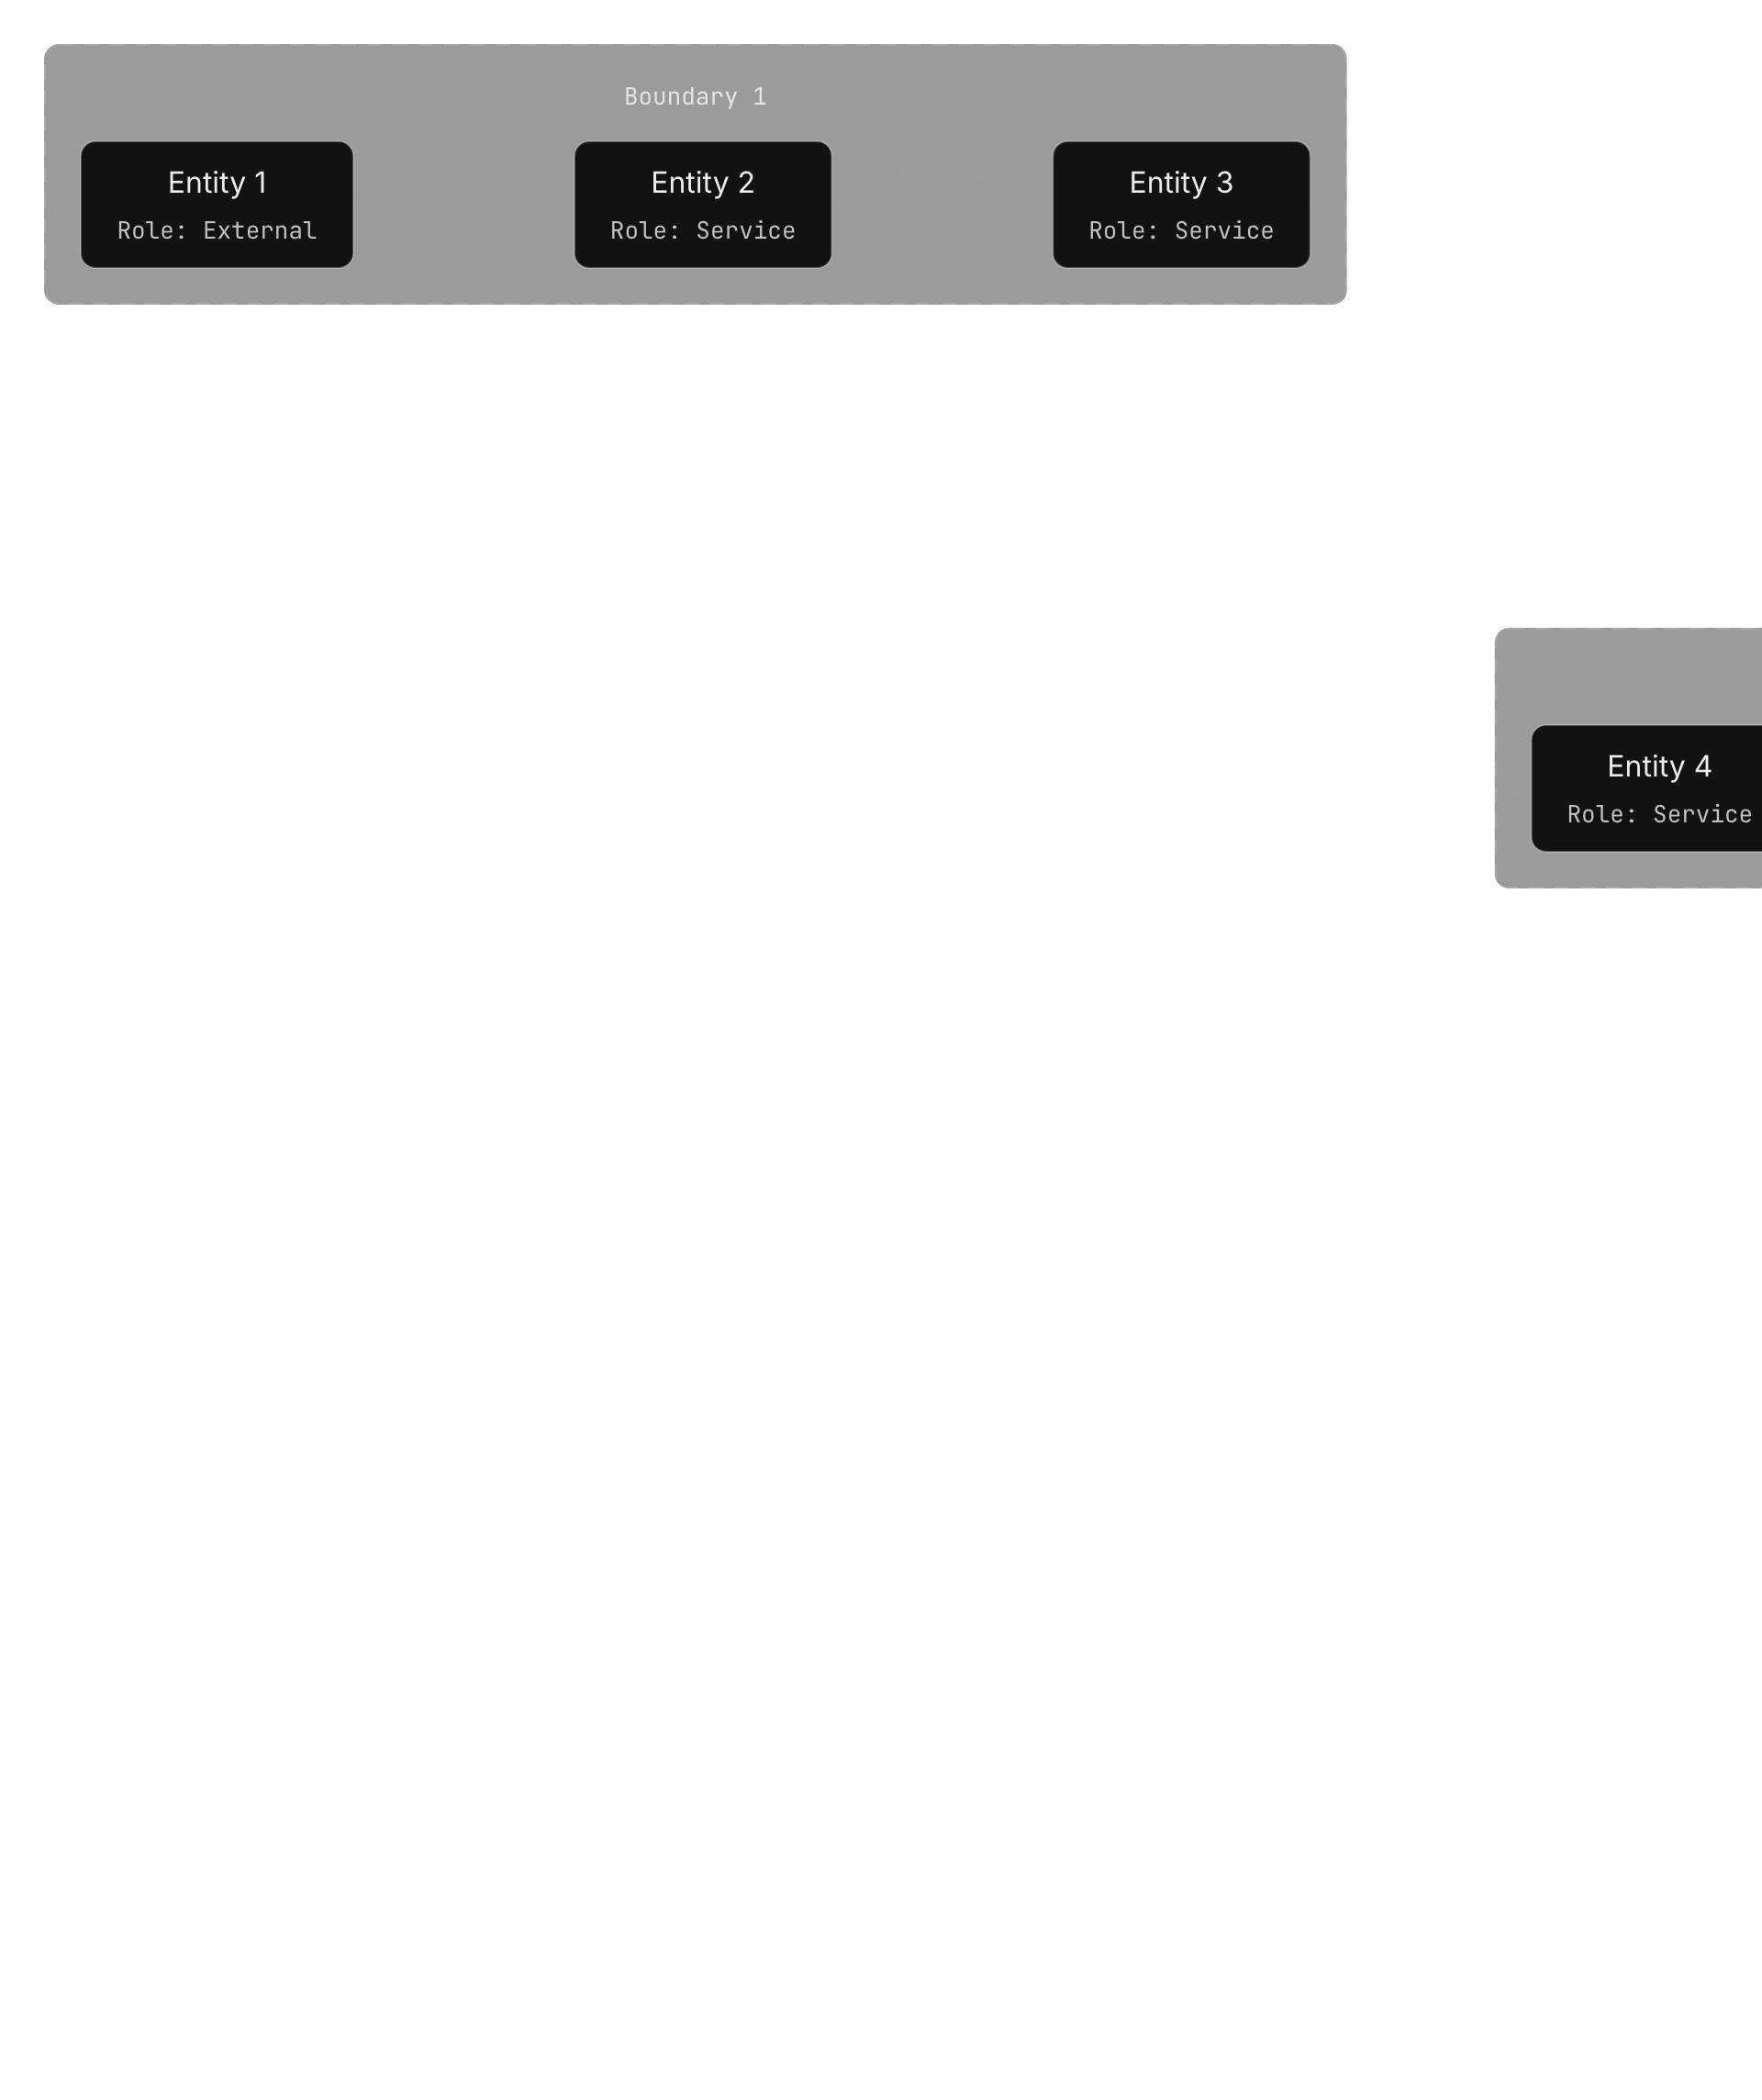 Boundary 1
Entity 1
Role: External
Entity 2
Role: Service
Entity 3
Role: Service
Entity 4
Role: Service